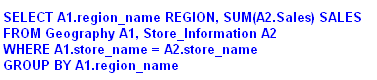 SELECT A1.region_name REGION, SUM(A2.Sales) SALES
FROM Geography A1, Store_Information A2
WHERE A1.store_name = A2.store_name
GROUP BY A1.region_name